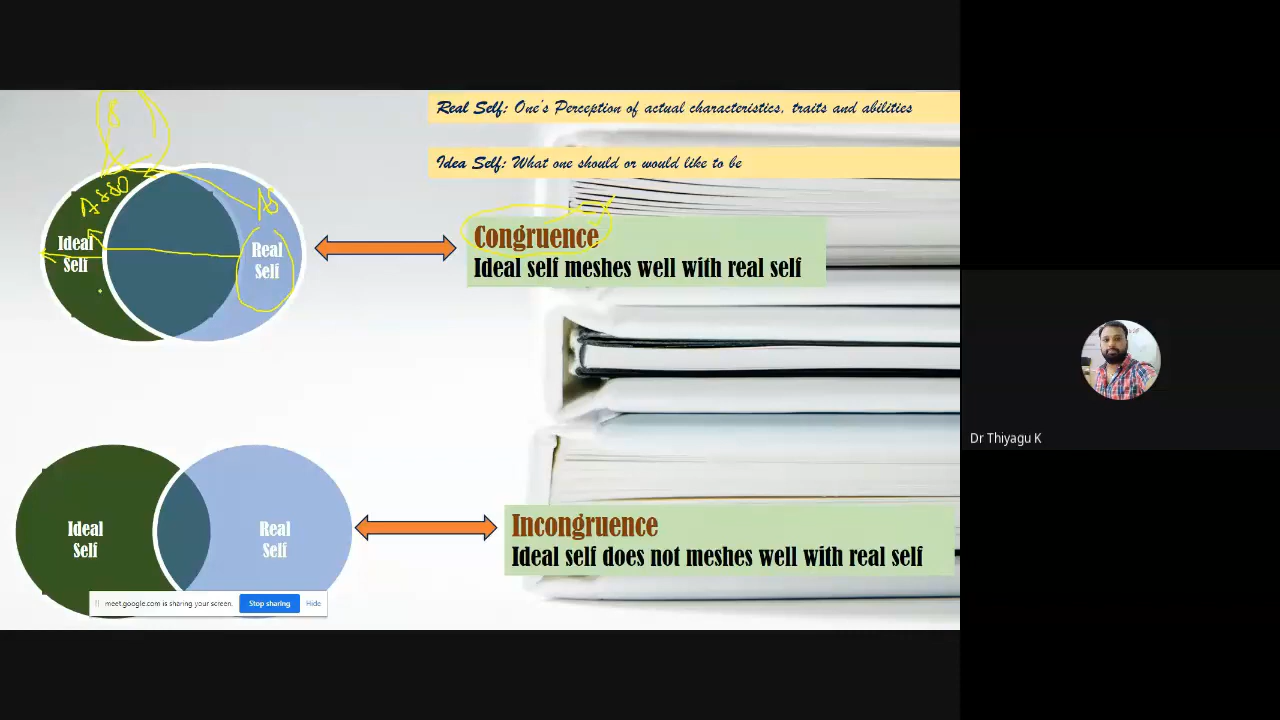 Real Self: One's Perception of actual characteristics, traits and abilities
Idea Self: What one should or would like to be
Ideal
Self
Real
Self
Congruence
Ideal self meshes well with real self
Ideal
Self
Real
Self
Incongruence
Ideal self does not meshes well with real self
meet.google.com is sharing your screen.
Stop sharing
Hide
Dr Thiyagu K